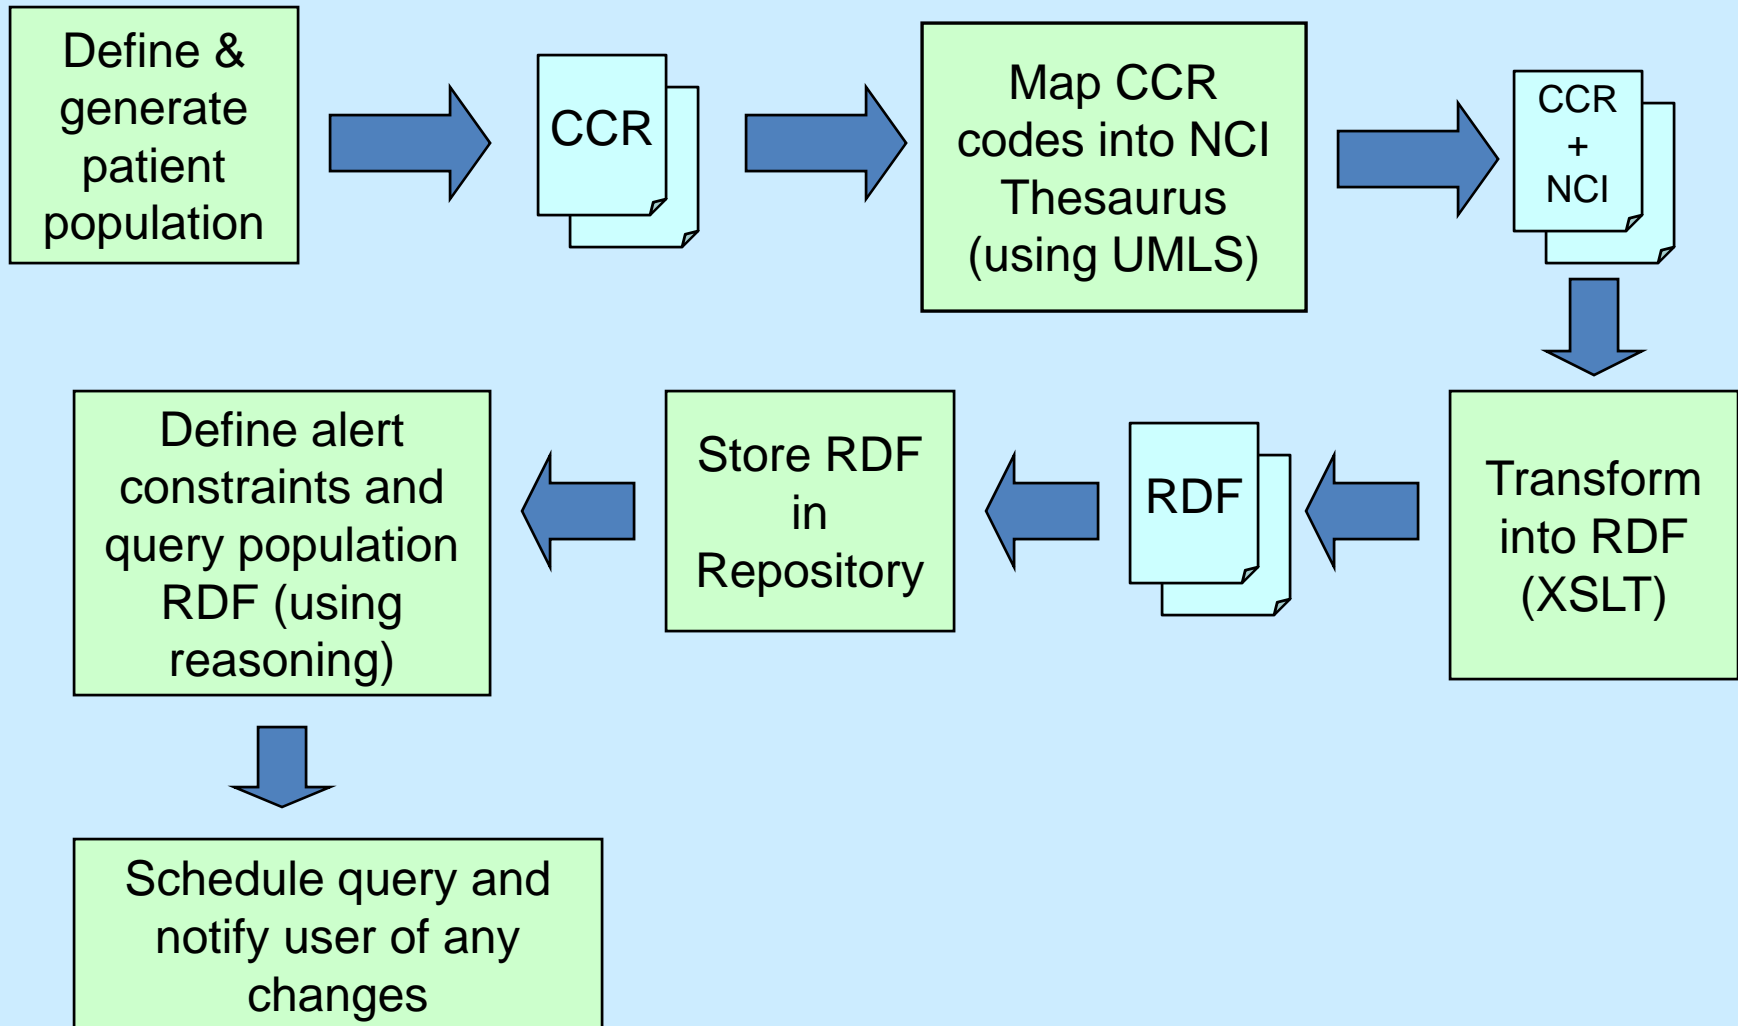 Define &
generate
patient
population
CCR
Map CCR
codes into NCI
Thesaurus
(using UMLS)
CCR
+
NCI
Transform
into RDF
(XSLT)
RDF
Store RDF
in
Repository
Define alert
constraints and
query population
RDF (using
reasoning)
Schedule query and
notify user of any
changes